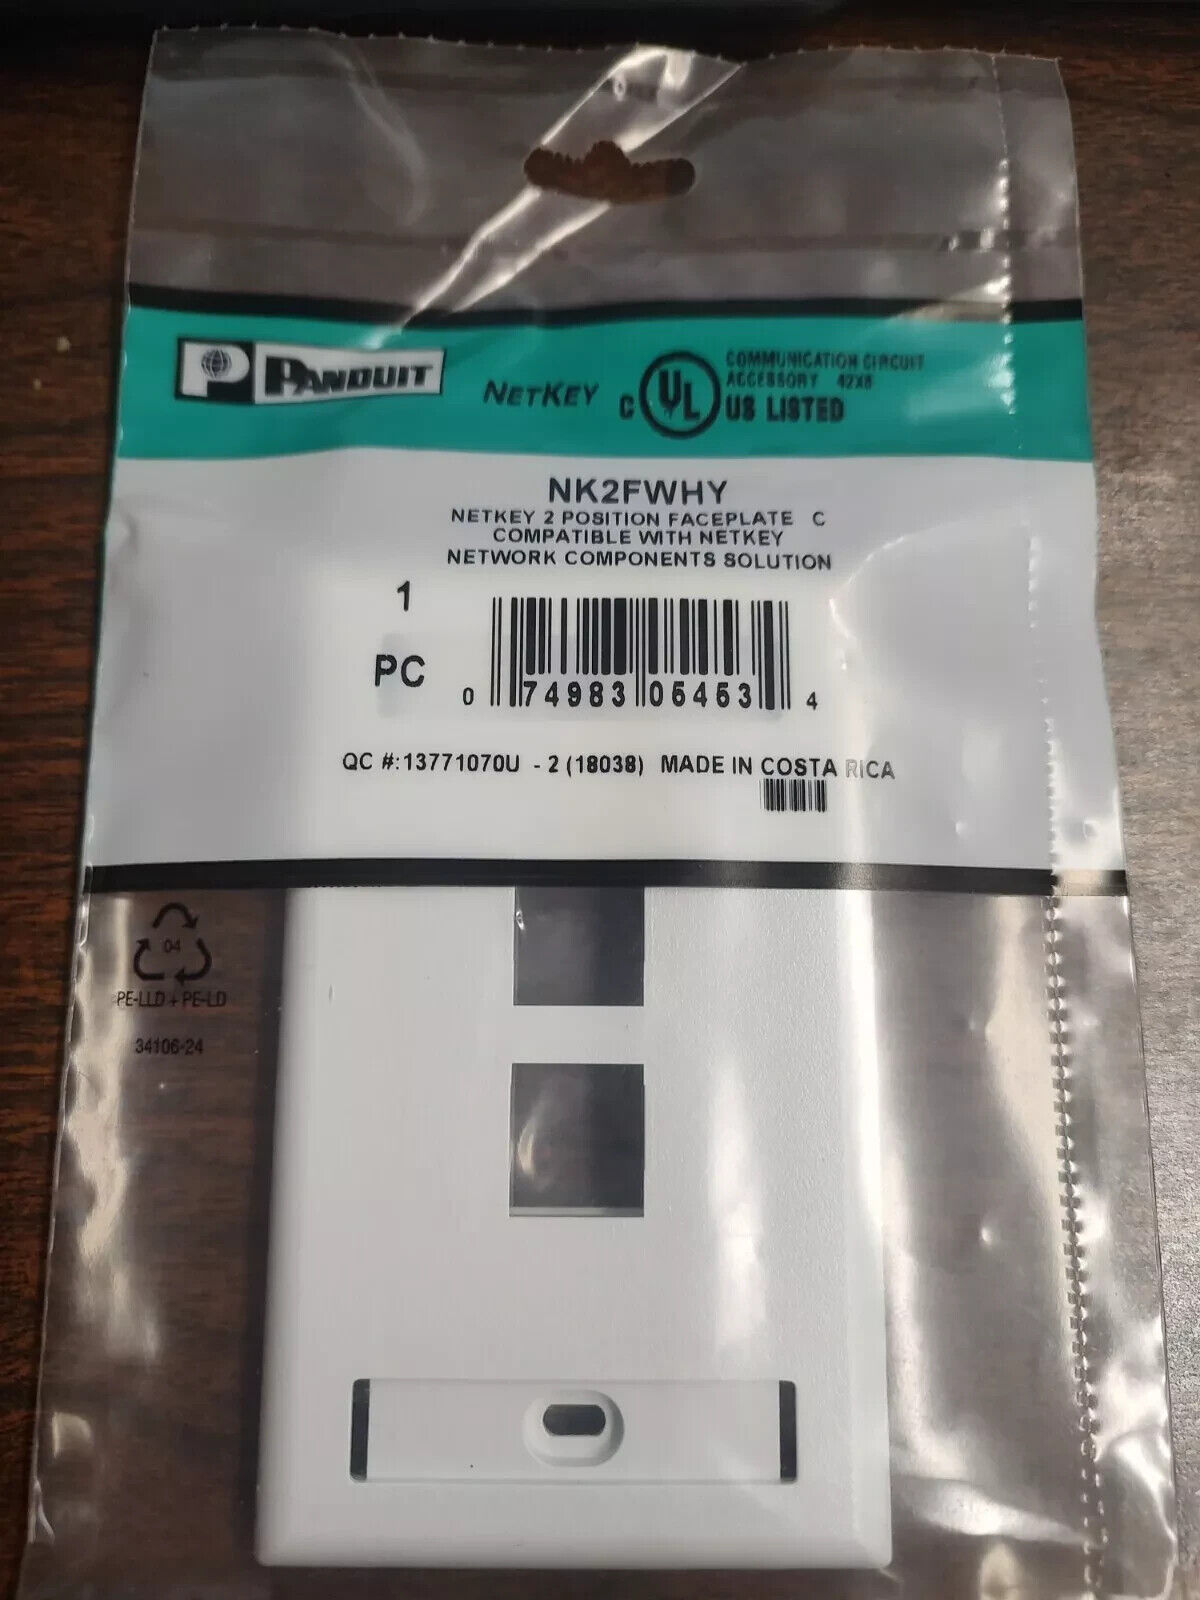 P PANDUIT
NETKEY
C UL US LISTED
COMMUNICATION CIRCUIT
ACCESSORY 42X8
NK2FWHY
NETKEY 2 POSITION FACEPLATE C
COMPATIBLE WITH NETKEY
NETWORK COMPONENTS SOLUTION
1
PC
0 74983 05453 4
QC #:13771070U - 2 (18038) MADE IN COSTA RICA
04
PE-LLD + PE-LD
34106-24